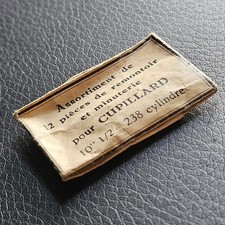 Assortiment de
12 pièces de remontoir
et minuterie
pour CUPILLARD
10''' 1/2 238 cylindre